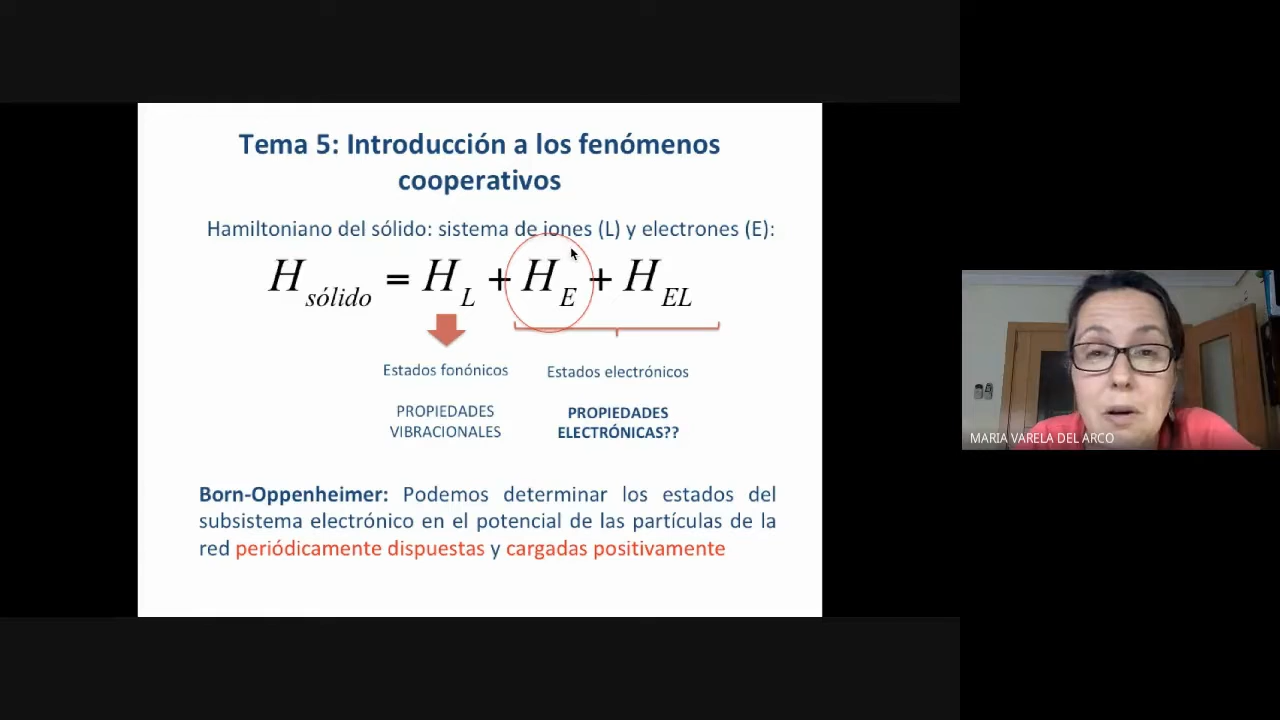 Tema 5: Introducción a los fenómenos
cooperativos
Hamiltoniano del sólido: sistema de iones (L) y electrones (E):
H sólido = H L + H E + H EL
Estados fonónicos
Estados electrónicos
PROPIEDADES
VIBRACIONALES
PROPIEDADES
ELECTRÓNICAS??
Born-Oppenheimer: Podemos determinar los estados del
subsistema electrónico en el potencial de las partículas de la
red periódicamente dispuestas y cargadas positivamente
MARIA VARELA DEL ARCO